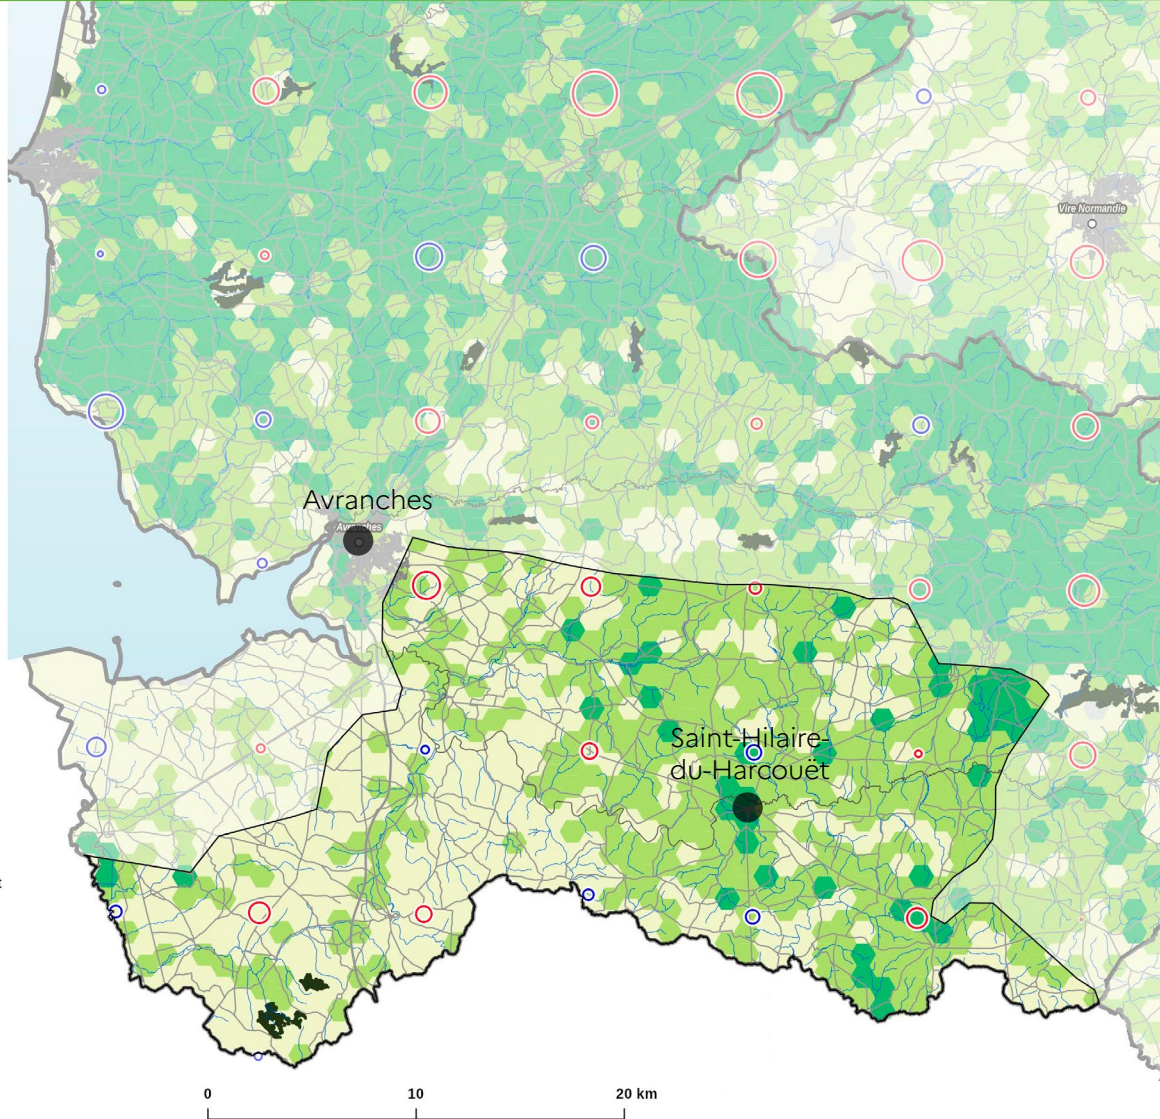 Vire Normandie
Avranches
Avranches
Saint-Hilaire-
du-Harcouët
0 10 20 km